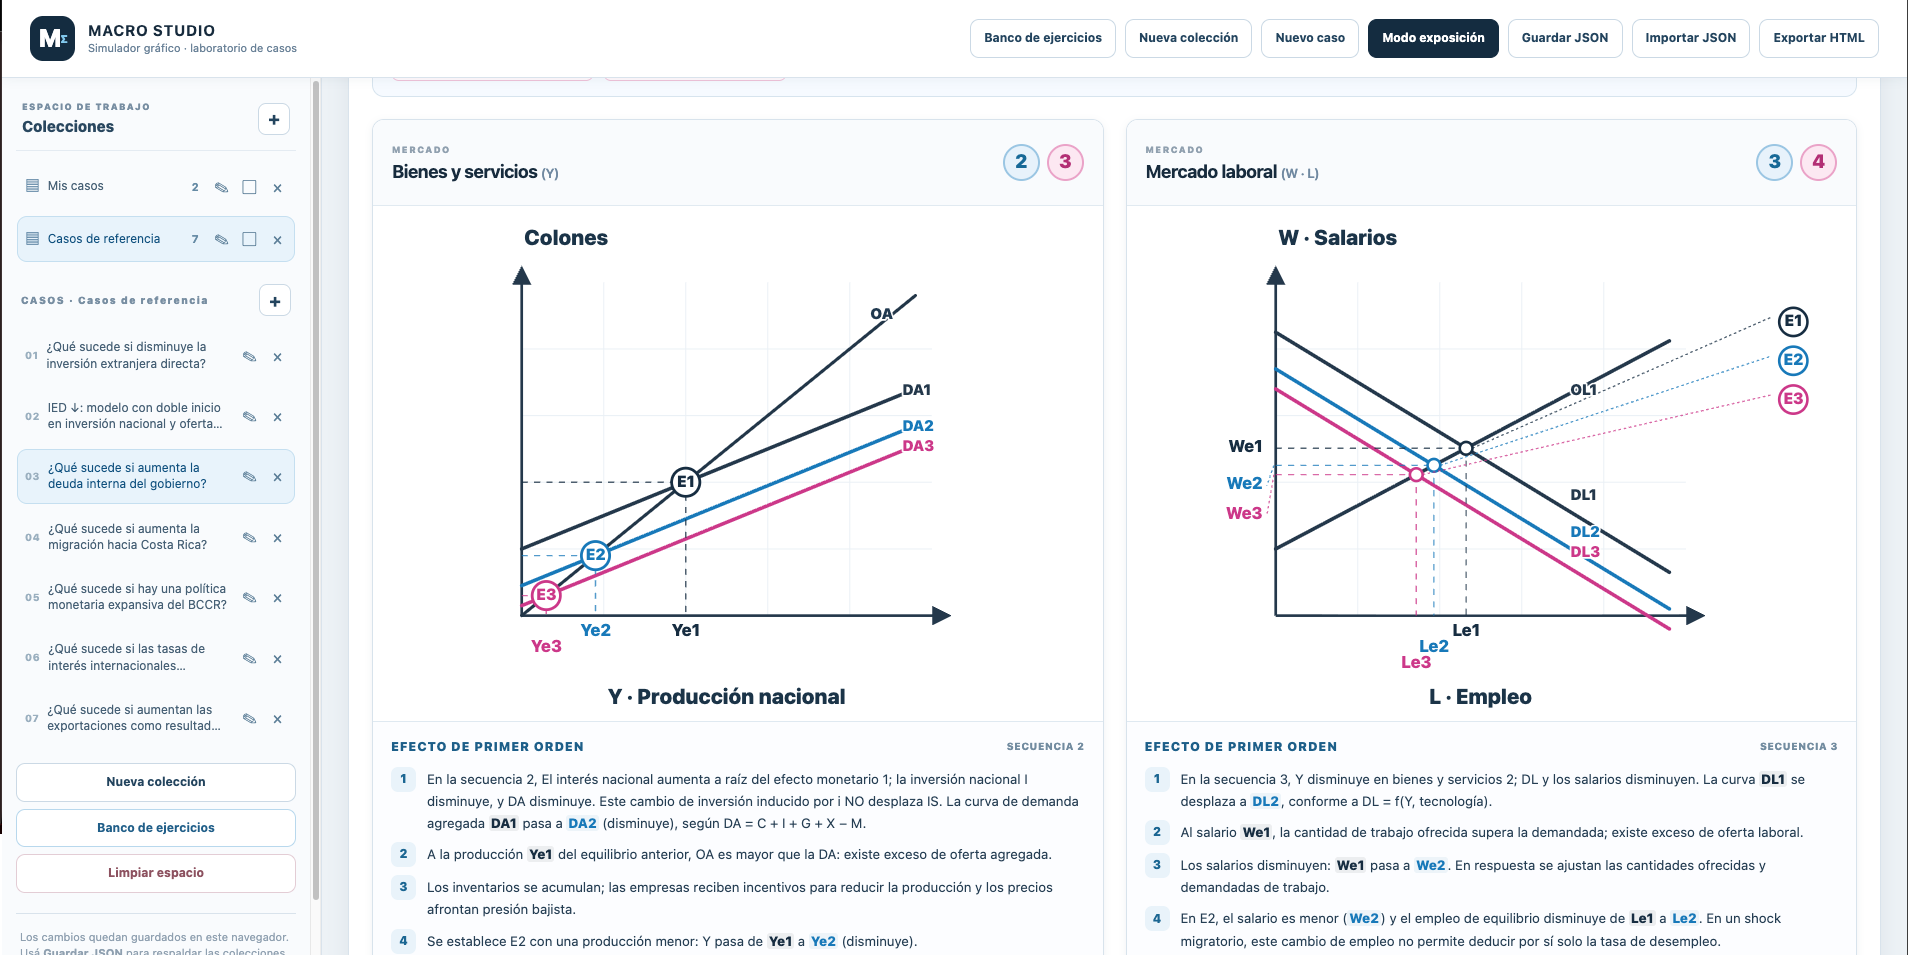 MΣ
MACRO STUDIO
Simulador gráfico · laboratorio de casos
Banco de ejercicios
Nueva colección
Nuevo caso
Modo exposición
Guardar JSON
Importar JSON
Exportar HTML
ESPACIO DE TRABAJO
Colecciones
+
Mis casos
2
Casos de referencia
7
CASOS · Casos de referencia
+
01 ¿Qué sucede si disminuye la
inversión extranjera directa?
02 IED ↓: modelo con doble inicio
en inversión nacional y oferta...
03 ¿Qué sucede si aumenta la
deuda interna del gobierno?
04 ¿Qué sucede si aumenta la
migración hacia Costa Rica?
05 ¿Qué sucede si hay una política
monetaria expansiva del BCCR?
06 ¿Qué sucede si las tasas de
interés internacionales...
07 ¿Qué sucede si aumentan las
exportaciones como resultad...
Nueva colección
Banco de ejercicios
Limpiar espacio
Los cambios quedan guardados en este navegador.
Usá Guardar JSON para respaldar las colecciones
MERCADO
Bienes y servicios (Y)
2 3
Colones
OA
DA1
DA2
DA3
E1
E2
E3
Ye1
Ye2
Ye3
Y · Producción nacional
EFECTO DE PRIMER ORDEN
SECUENCIA 2
1 En la secuencia 2, El interés nacional aumenta a raíz del efecto monetario 1; la inversión nacional I
disminuye, y DA disminuye. Este cambio de inversión inducido por i NO desplaza IS. La curva de demanda
agregada DA1 pasa a DA2 (disminuye), según DA = C + I + G + X − M.
2 A la producción Ye1 del equilibrio anterior, OA es mayor que la DA: existe exceso de oferta agregada.
3 Los inventarios se acumulan; las empresas reciben incentivos para reducir la producción y los precios
afrontan presión bajista.
4 Se establece E2 con una producción menor: Y pasa de Ye1 a Ye2 (disminuye).
MERCADO
Mercado laboral (W · L)
3 4
W · Salarios
E1
E2
E3
OL1
We1
We2
We3
DL1
DL2
DL3
Le1
Le2
Le3
L · Empleo
EFECTO DE PRIMER ORDEN
SECUENCIA 3
1 En la secuencia 3, Y disminuye en bienes y servicios 2; DL y los salarios disminuyen. La curva DL1 se
desplaza a DL2, conforme a DL = f(Y, tecnología).
2 Al salario We1, la cantidad de trabajo ofrecida supera la demandada; existe exceso de oferta laboral.
3 Los salarios disminuyen: We1 pasa a We2. En respuesta se ajustan las cantidades ofrecidas y
demandadas de trabajo.
4 En E2, el salario es menor (We2) y el empleo de equilibrio disminuye de Le1 a Le2. En un shock
migratorio, este cambio de empleo no permite deducir por sí solo la tasa de desempleo.